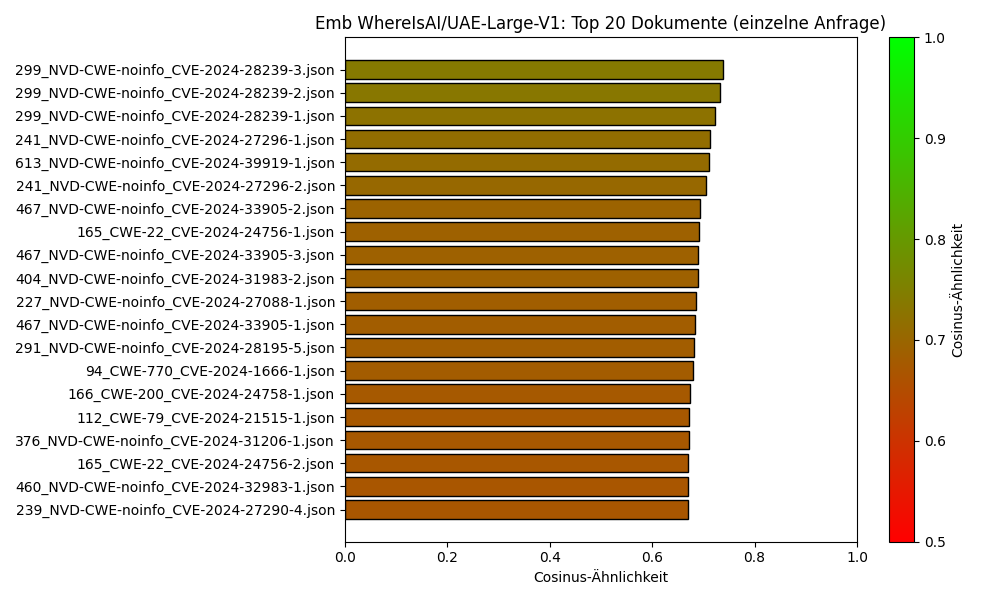 Emb WhereIsAI/UAE-Large-V1: Top 20 Dokumente (einzelne Anfrage)
299_NVD-CWE-noinfo_CVE-2024-28239-3.json
299_NVD-CWE-noinfo_CVE-2024-28239-2.json
299_NVD-CWE-noinfo_CVE-2024-28239-1.json
241_NVD-CWE-noinfo_CVE-2024-27296-1.json
613_NVD-CWE-noinfo_CVE-2024-39919-1.json
241_NVD-CWE-noinfo_CVE-2024-27296-2.json
467_NVD-CWE-noinfo_CVE-2024-33905-2.json
165_CWE-22_CVE-2024-24756-1.json
467_NVD-CWE-noinfo_CVE-2024-33905-3.json
404_NVD-CWE-noinfo_CVE-2024-31983-2.json
227_NVD-CWE-noinfo_CVE-2024-27088-1.json
467_NVD-CWE-noinfo_CVE-2024-33905-1.json
291_NVD-CWE-noinfo_CVE-2024-28195-5.json
94_CWE-770_CVE-2024-1666-1.json
166_CWE-200_CVE-2024-24758-1.json
112_CWE-79_CVE-2024-21515-1.json
376_NVD-CWE-noinfo_CVE-2024-31206-1.json
165_CWE-22_CVE-2024-24756-2.json
460_NVD-CWE-noinfo_CVE-2024-32983-1.json
239_NVD-CWE-noinfo_CVE-2024-27290-4.json
0.0 0.2 0.4 0.6 0.8 1.0
Cosinus-Ähnlichkeit
1.0
0.9
0.8
0.7
0.6
0.5
Cosinus-Ähnlichkeit